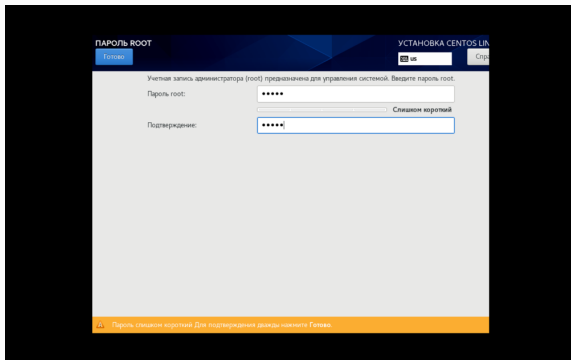 ПАРОЛЬ ROOT
УСТАНОВКА CENTOS LIN
Готово
us
Спра
Учетная запись администратора (root) предназначена для управления системой. Введите пароль root.
Пароль root:
•••••
Слишком короткий
Подтверждение:
•••••
Пароль слишком короткий Для подтверждения дважды нажмите Готово.